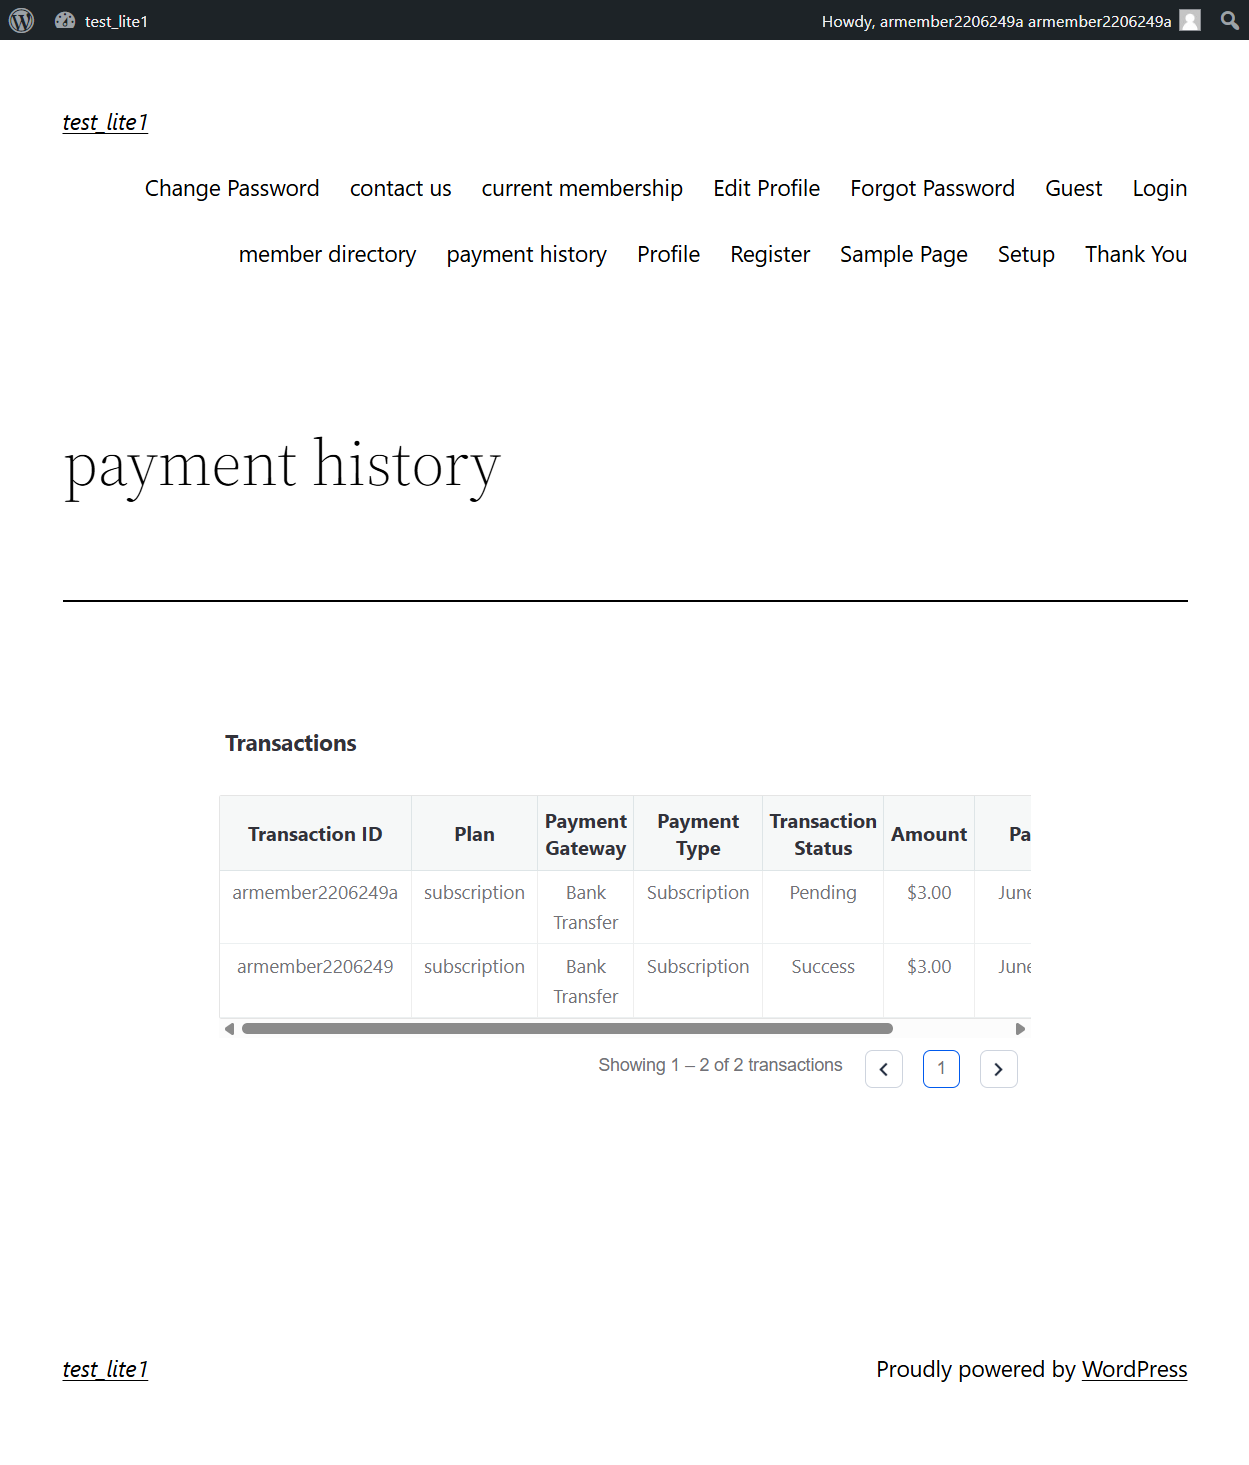 test_lite1
Howdy, armember2206249a armember2206249a
test_lite1
Change Password contact us current membership Edit Profile Forgot Password Guest Login
member directory payment history Profile Register Sample Page Setup Thank You
payment history
Transactions
Transaction ID Plan Payment Gateway Payment Type Transaction Status Amount Pa
armember2206249a subscription Bank Transfer Subscription Pending $3.00 June
armember2206249 subscription Bank Transfer Subscription Success $3.00 June
Showing 1 – 2 of 2 transactions 1
test_lite1 Proudly powered by WordPress